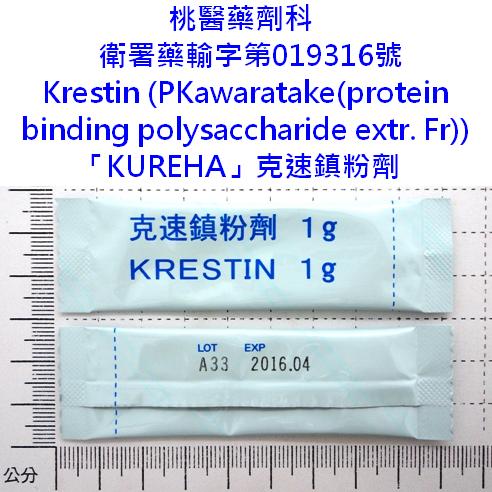 桃醫藥劑科
衛署藥輸字第019316號
Krestin (PKawaratake(protein
binding polysaccharide extr. Fr))
「KUREHA」克速鎮粉劑
克速鎮粉劑 1g
KRESTIN 1g
LOT EXP
A33 2016.04
公分